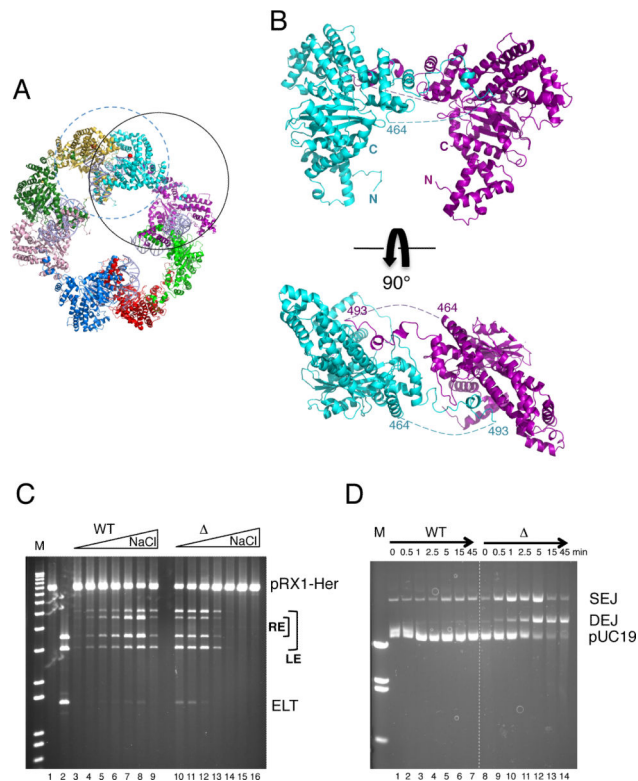 A
B
464
C
C
N
N
90°
493
464
464
493
C
WT
NaCl
Δ
NaCl
M
pRX1-Her
RE
LE
ELT
1 2 3 4 5 6 7 8 9 10 11 12 13 14 15 16
D
WT
Δ
M
0 0.5 1 2.5 5 15 45 0 0.5 1 2.5 5 15 45 min
SEJ
DEJ
pUC19
1 2 3 4 5 6 7 8 9 10 11 12 13 14